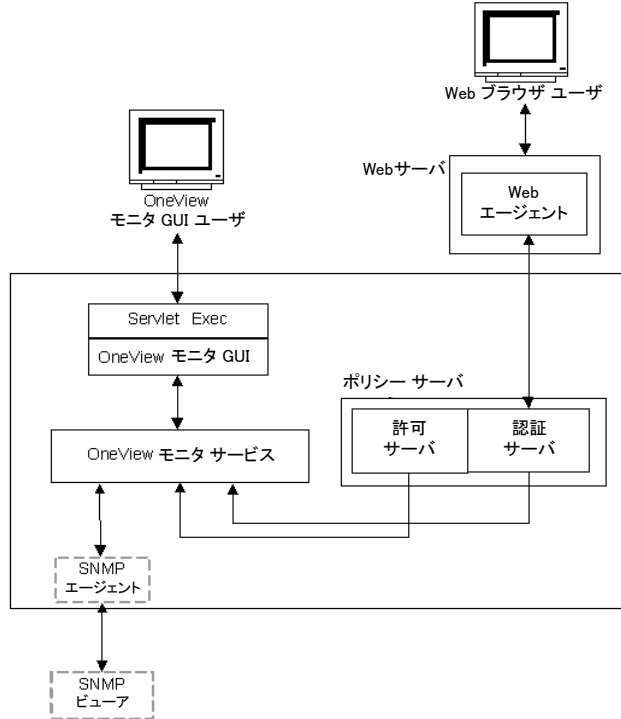 Web ブラウザ ユーザ
Webサーバ
Web
エージェント
OneView
モニタ GUI ユーザ
Servlet Exec
OneView モニタ GUI
OneView モニタ サービス
ポリシー サーバ
許可
サーバ
認証
サーバ
SNMP
エージェント
SNMP
ビューア